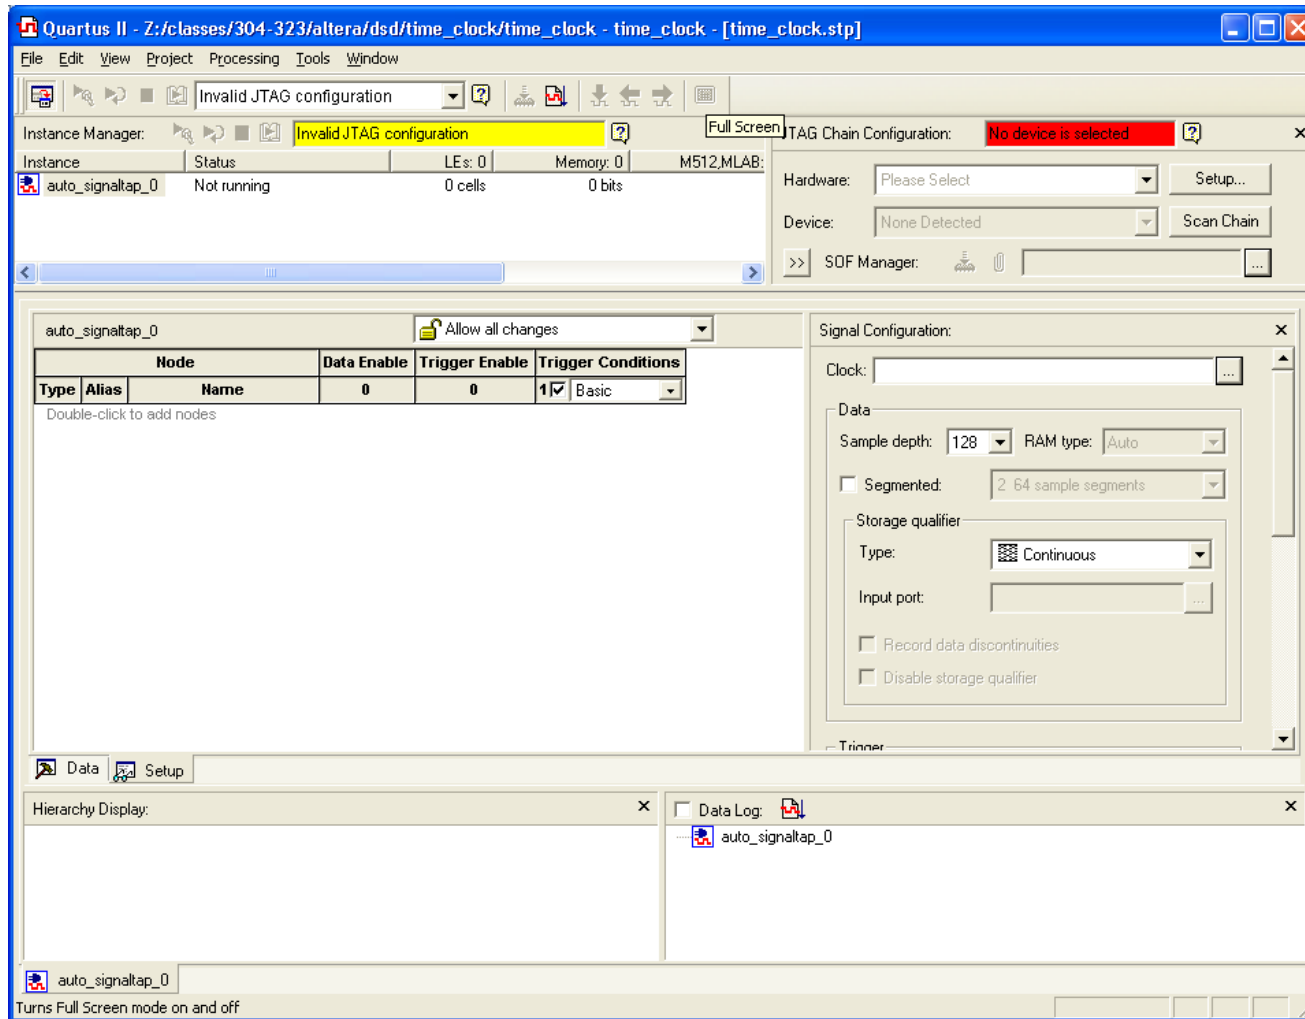 Quartus II - Z:/classes/304-323/altera/dsd/time_clock/time_clock - time_clock - [time_clock.stp]
File Edit View Project Processing Tools Window
Invalid JTAG configuration
Full Screen
Instance Manager: Invalid JTAG configuration
JTAG Chain Configuration: No device is selected
Instance Status LEs: 0 Memory: 0 M512,MLAB:
auto_signaltap_0 Not running 0 cells 0 bits
Hardware: Please Select Setup...
Device: None Detected Scan Chain
>> SOF Manager: ...
auto_signaltap_0 Allow all changes
Node Data Enable Trigger Enable Trigger Conditions
Type Alias Name 0 0 1 Basic
Double-click to add nodes
Signal Configuration:
Clock: ...
Data
Sample depth: 128 RAM type: Auto
Segmented: 2 64 sample segments
Storage qualifier
Type: Continuous
Input port: ...
Record data discontinuities
Disable storage qualifier
Trigger
Data Setup
Hierarchy Display:
Data Log:
auto_signaltap_0
auto_signaltap_0
Turns Full Screen mode on and off